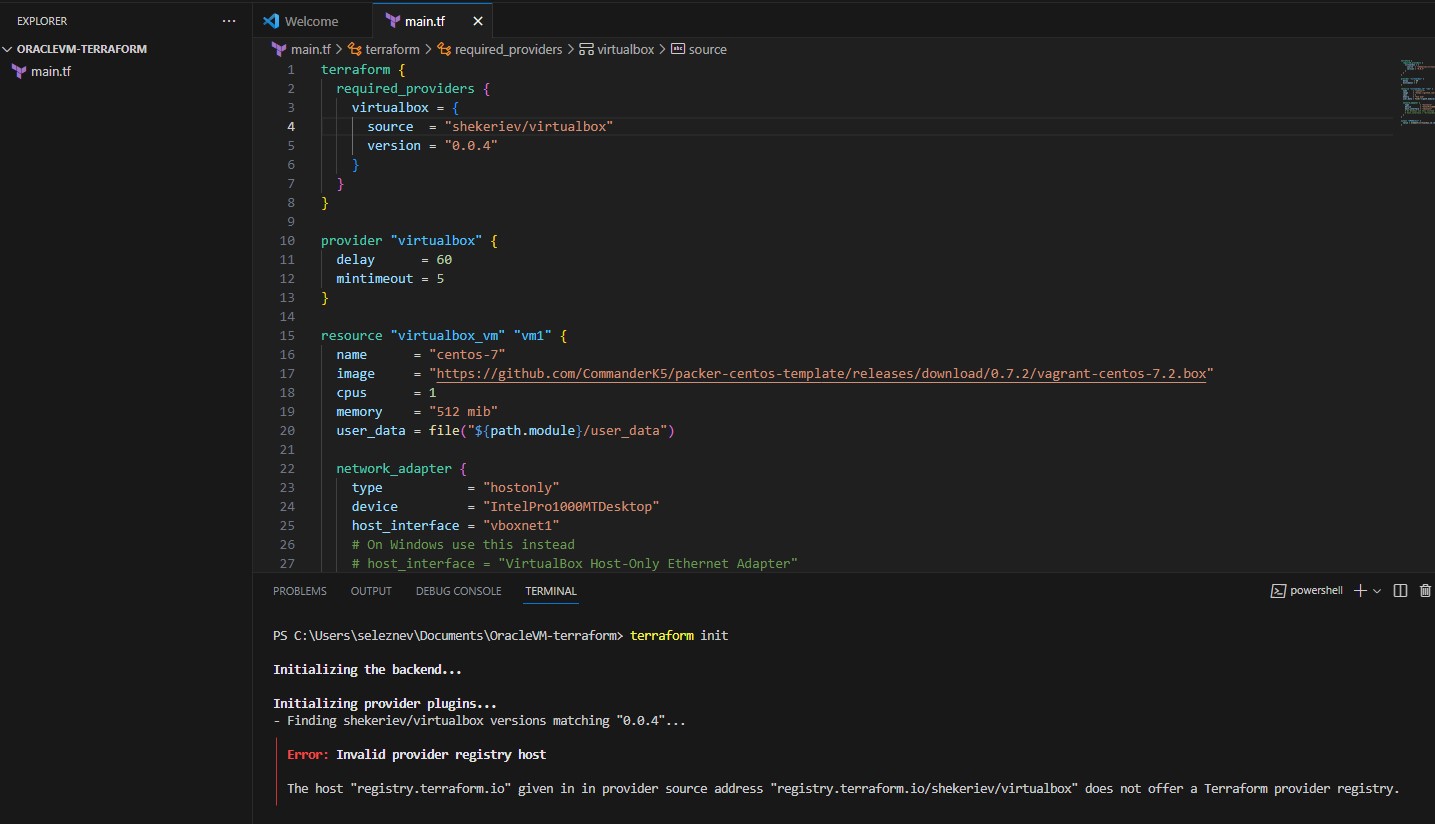 EXPLORER
ORACLEVM-TERRAFORM
main.tf
Welcome
main.tf
main.tf > terraform > required_providers > virtualbox > source
1 terraform {
2   required_providers {
3     virtualbox = {
4       source  = "shekeriev/virtualbox"
5       version = "0.0.4"
6     }
7   }
8 }
9
10 provider "virtualbox" {
11   delay      = 60
12   mintimeout = 5
13 }
14
15 resource "virtualbox_vm" "vm1" {
16   name      = "centos-7"
17   image     = "https://github.com/CommanderK5/packer-centos-template/releases/download/0.7.2/vagrant-centos-7.2.box"
18   cpus      = 1
19   memory    = "512 mib"
20   user_data = file("${path.module}/user_data")
21
22   network_adapter {
23     type           = "hostonly"
24     device         = "IntelPro1000MTDesktop"
25     host_interface = "vboxnet1"
26     # On Windows use this instead
27     # host_interface = "VirtualBox Host-Only Ethernet Adapter"
PROBLEMS OUTPUT DEBUG CONSOLE TERMINAL
powershell
PS C:\Users\seleznev\Documents\OracleVM-terraform> terraform init
Initializing the backend...
Initializing provider plugins...
- Finding shekeriev/virtualbox versions matching "0.0.4"...
Error: Invalid provider registry host
The host "registry.terraform.io" given in in provider source address "registry.terraform.io/shekeriev/virtualbox" does not offer a Terraform provider registry.